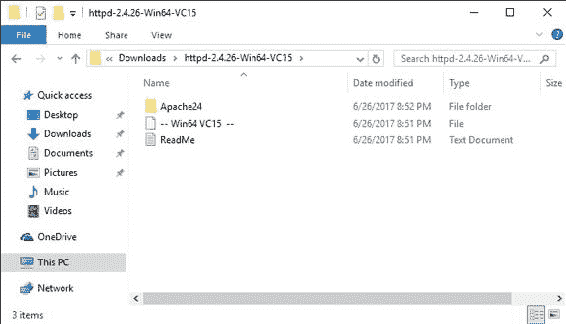 httpd-2.4.26-Win64-VC15
File Home Share View
« Downloads > httpd-2.4.26-Win64-VC15 > Search httpd-2.4.26-Win64-V...
Name Date modified Type Size
Quick access
Desktop
Downloads
Documents
Pictures
Music
Videos
OneDrive
This PC
Network
Apache24 6/26/2017 8:52 PM File folder
-- Win64 VC15 -- 6/26/2017 8:51 PM File
ReadMe 6/26/2017 8:51 PM Text Document
3 items